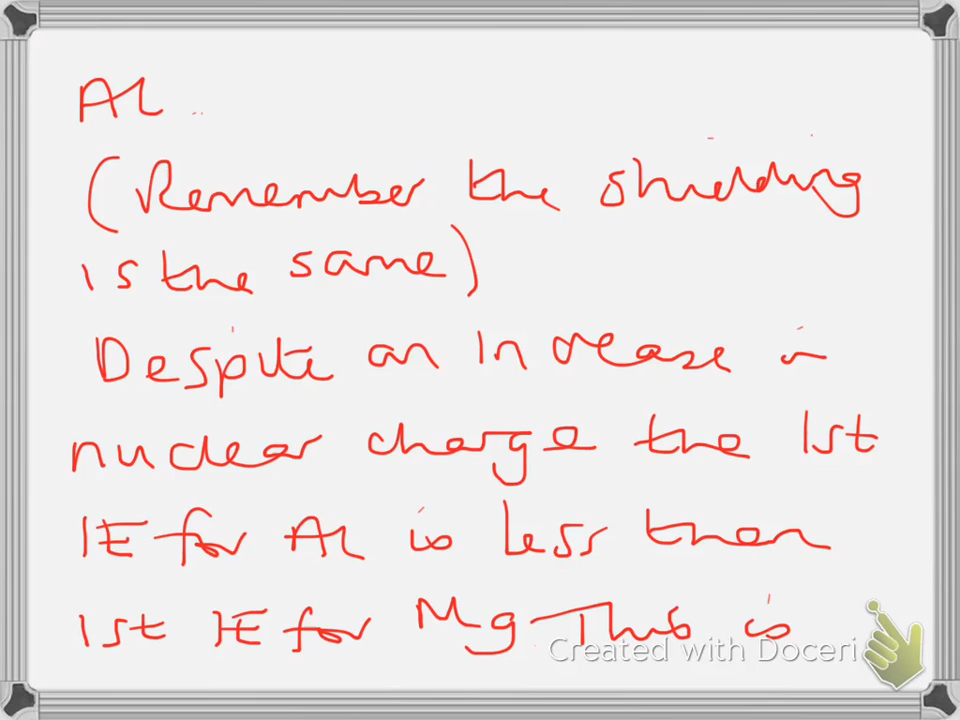 Al
(Remember the shielding
is the same)
Despite an increase in
nuclear charge the 1st
IE for Al is less than
1st IE for Mg This is
Created with Doceri